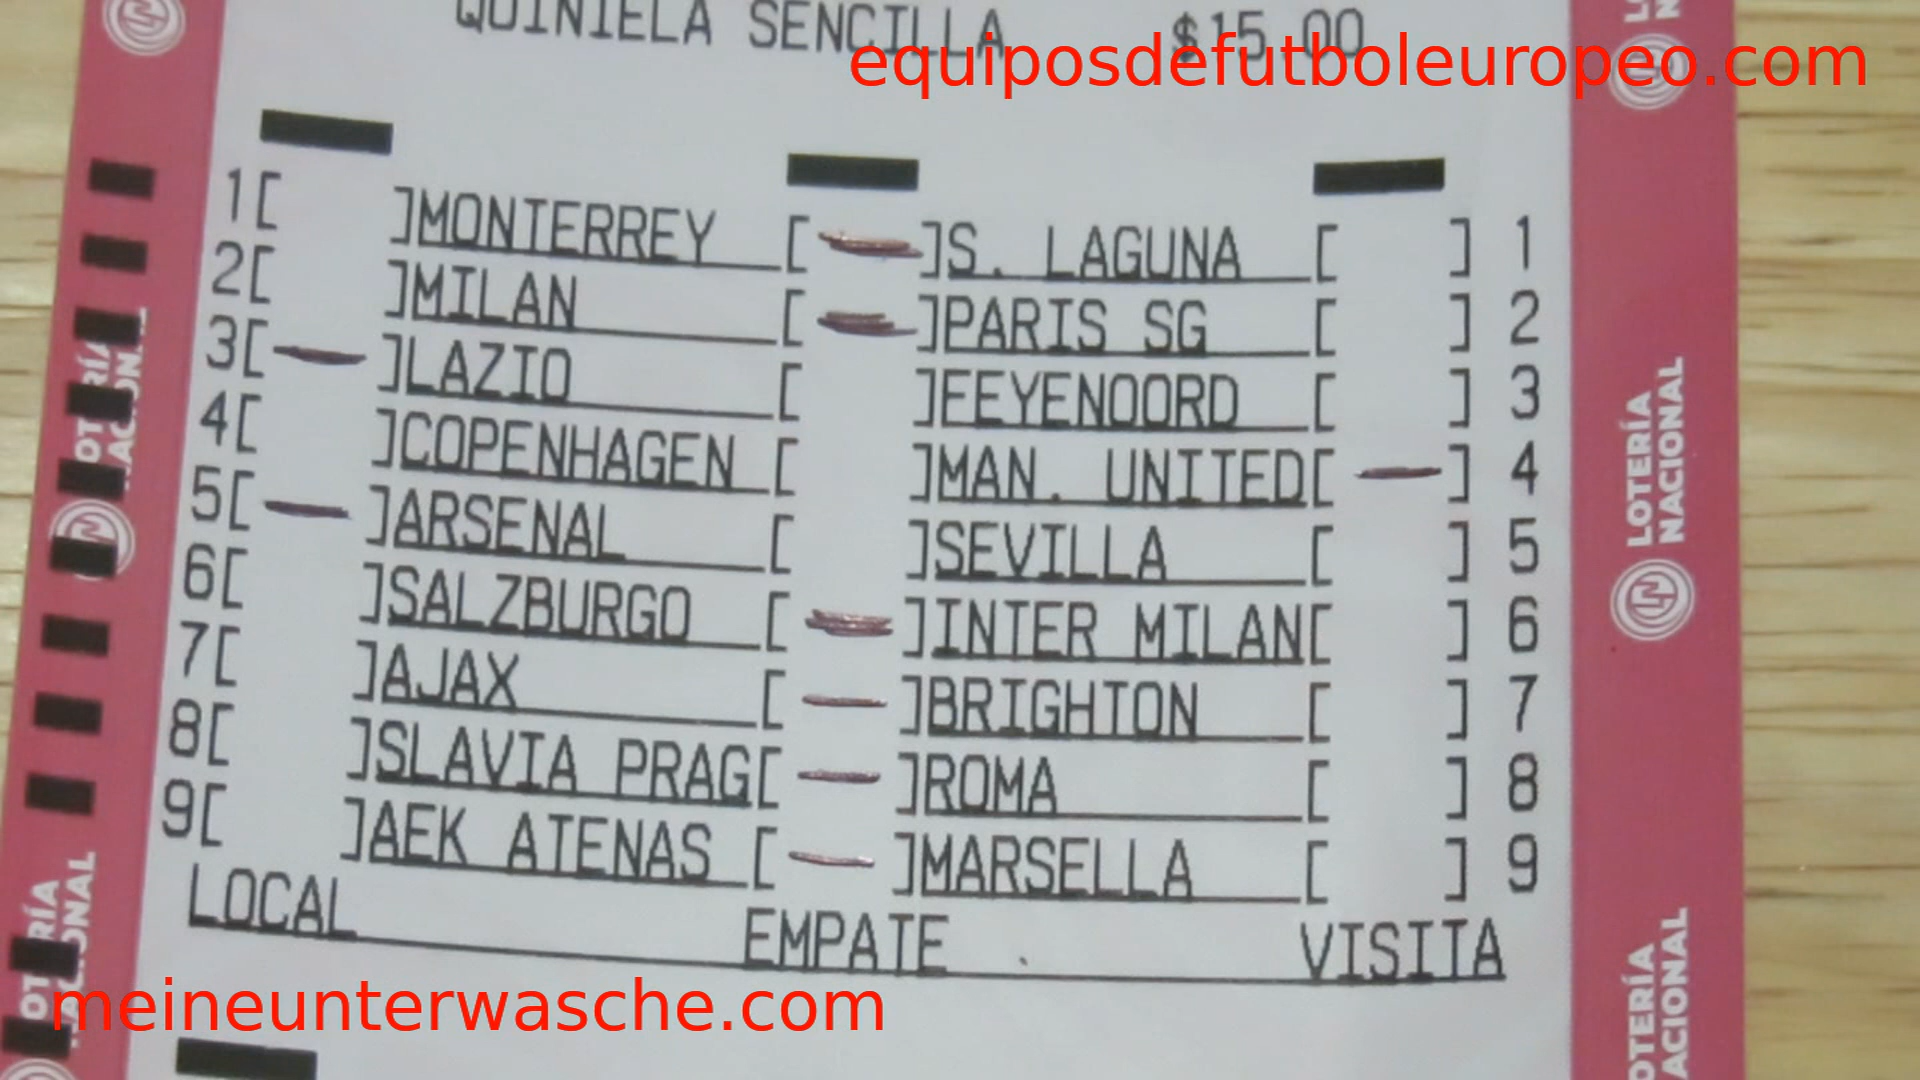 QUINIELA SENCILLA $15.00
equiposdefutboleuropeo.com
1[ ]MONTERREY [ ]S. LAGUNA [ ] 1
2[ ]MILAN [ ]PARIS SG [ ] 2
3[ ]LAZIO [ ]FEYENOORD [ ] 3
4[ ]COPENHAGEN [ ]MAN. UNITED[ ] 4
5[ ]ARSENAL [ ]SEVILLA [ ] 5
6[ ]SALZBURGO [ ]INTER MILAN[ ] 6
7[ ]AJAX [ ]BRIGHTON [ ] 7
8[ ]SLAVIA PRAG[ ]ROMA [ ] 8
9[ ]AEK ATENAS [ ]MARSELLA [ ] 9
LOCAL EMPATE VISITA
meineunterwasche.com
LOTERÍA
NACIONAL